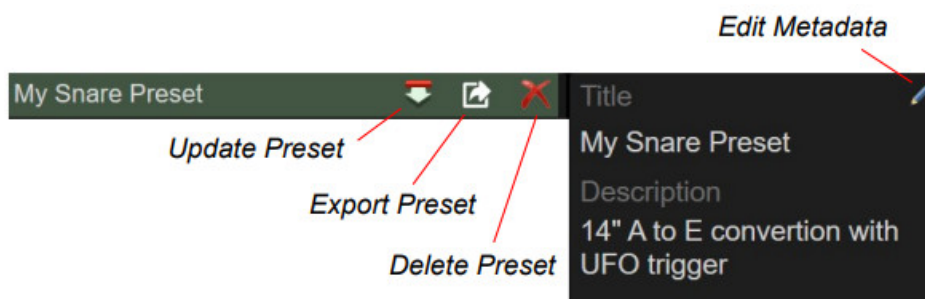 Edit Metadata
My Snare Preset
Title
Update Preset
My Snare Preset
Export Preset
Description
Delete Preset
14" A to E convertion with
UFO trigger